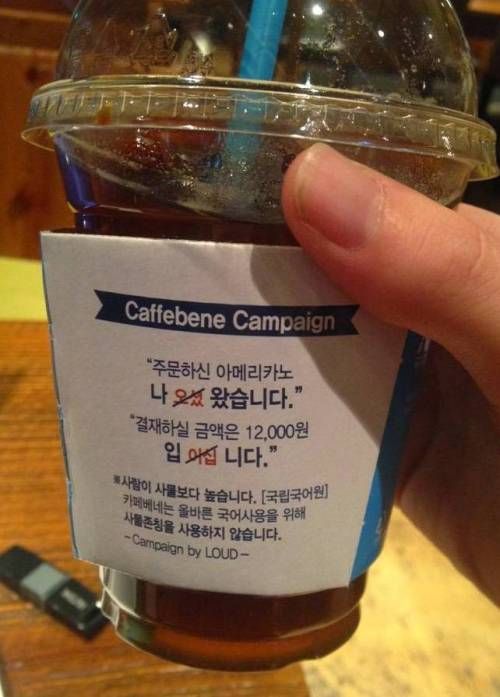 Caffebene Campaign
“주문하신 아메리카노
나 오셨 왔습니다.”
“결재하실 금액은 12,000원
입 이십 니다.”
※사람이 사물보다 높습니다. [국립국어원]
카페베네는 올바른 국어사용을 위해
사물존칭을 사용하지 않습니다.
-Campaign by LOUD-